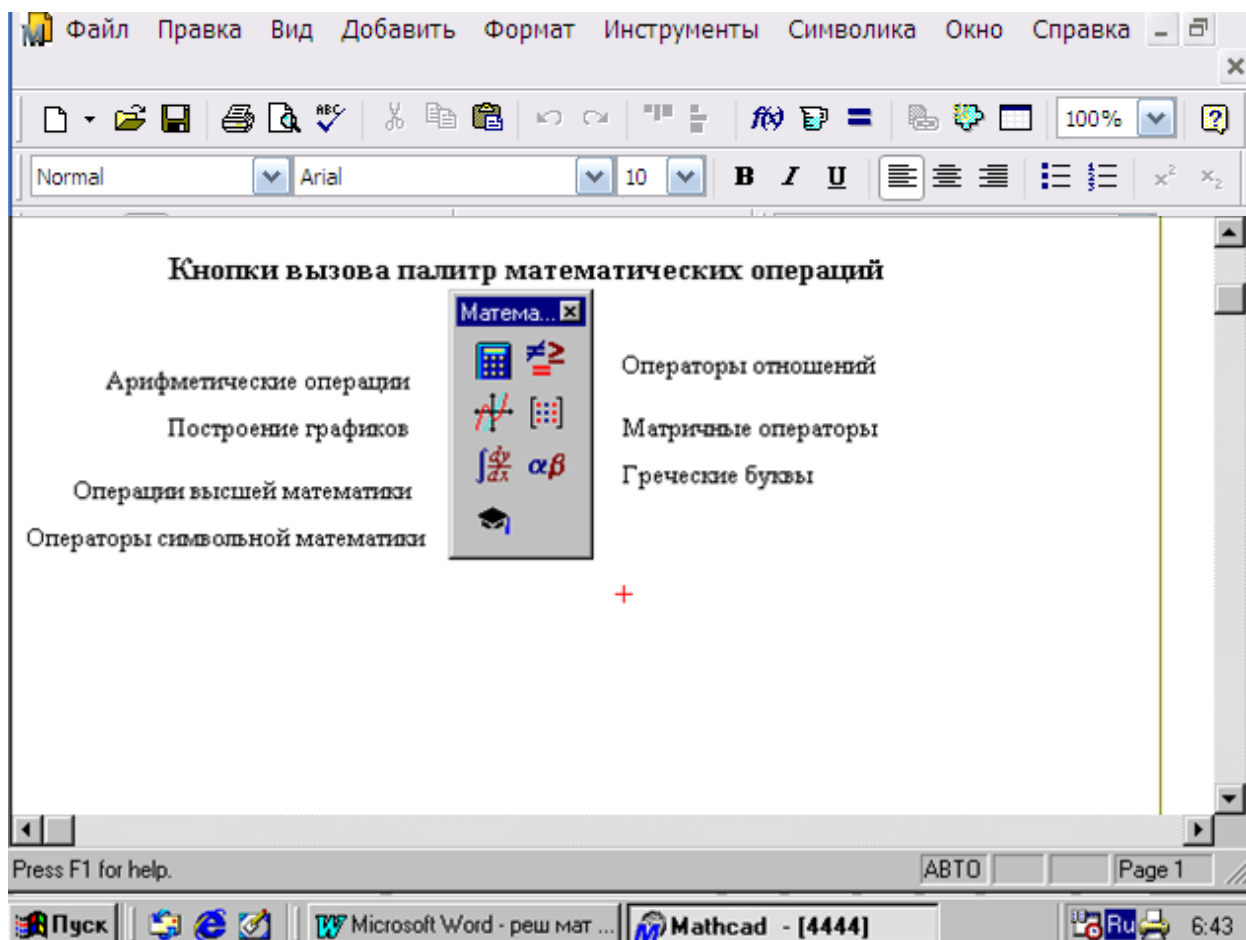 Файл Правка Вид Добавить Формат Инструменты Символика Окно Справка
100%
Normal Arial 10 B I U
Кнопки вызова палитр математических операций
Матема...
Арифметические операции
Операторы отношений
Построение графиков
Матричные операторы
Операции высшей математики
Греческие буквы
Операторы символьной математики
Press F1 for help. АВТО Page 1
Пуск Microsoft Word - реш мат ... Mathcad - [4444] Ru 6:43